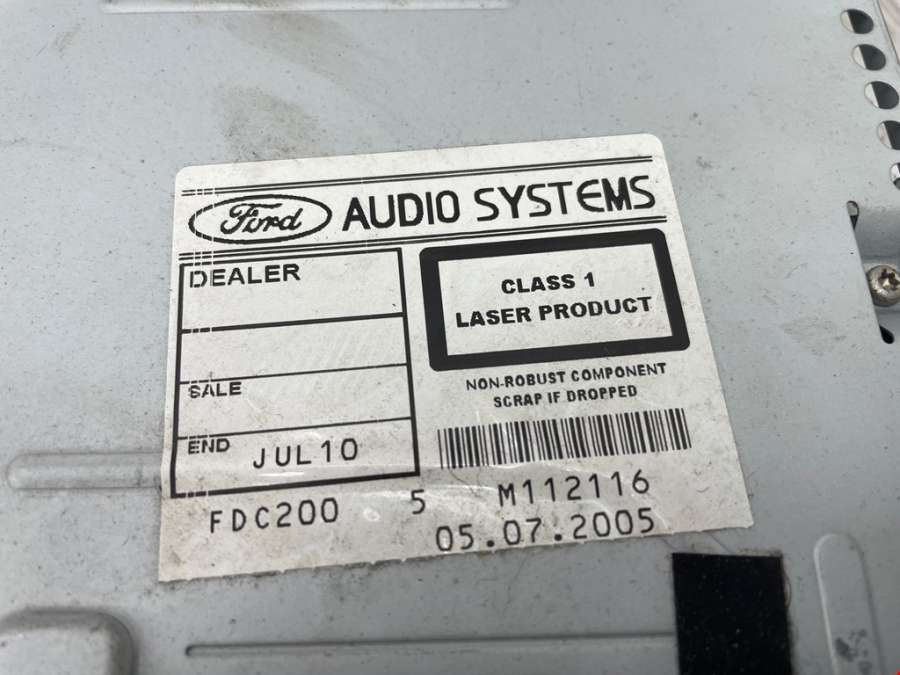 Ford AUDIO SYSTEMS
DEALER
SALE
END JUL10
CLASS 1
LASER PRODUCT
NON-ROBUST COMPONENT
SCRAP IF DROPPED
FDC200 5 M112116
05.07.2005